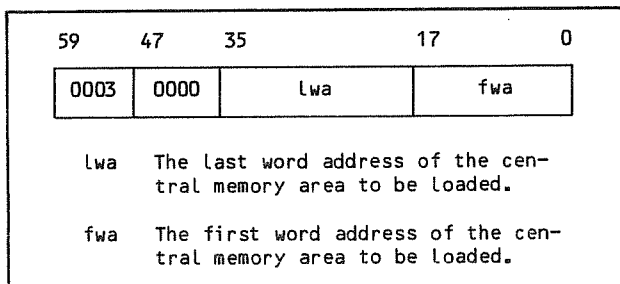 59 47 35 17 0
0003 0000 lwa fwa
lwa The last word address of the cen-
tral memory area to be loaded.
fwa The first word address of the cen-
tral memory area to be loaded.